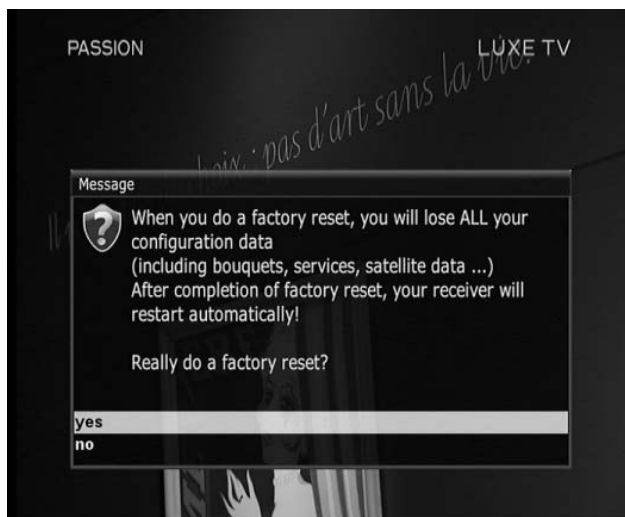 PASSION
LUXE TV
pas d'art sans la vie.
Message
When you do a factory reset, you will lose ALL your
configuration data
(including bouquets, services, satellite data ...)
After completion of factory reset, your receiver will
restart automatically!
Really do a factory reset?
yes
no